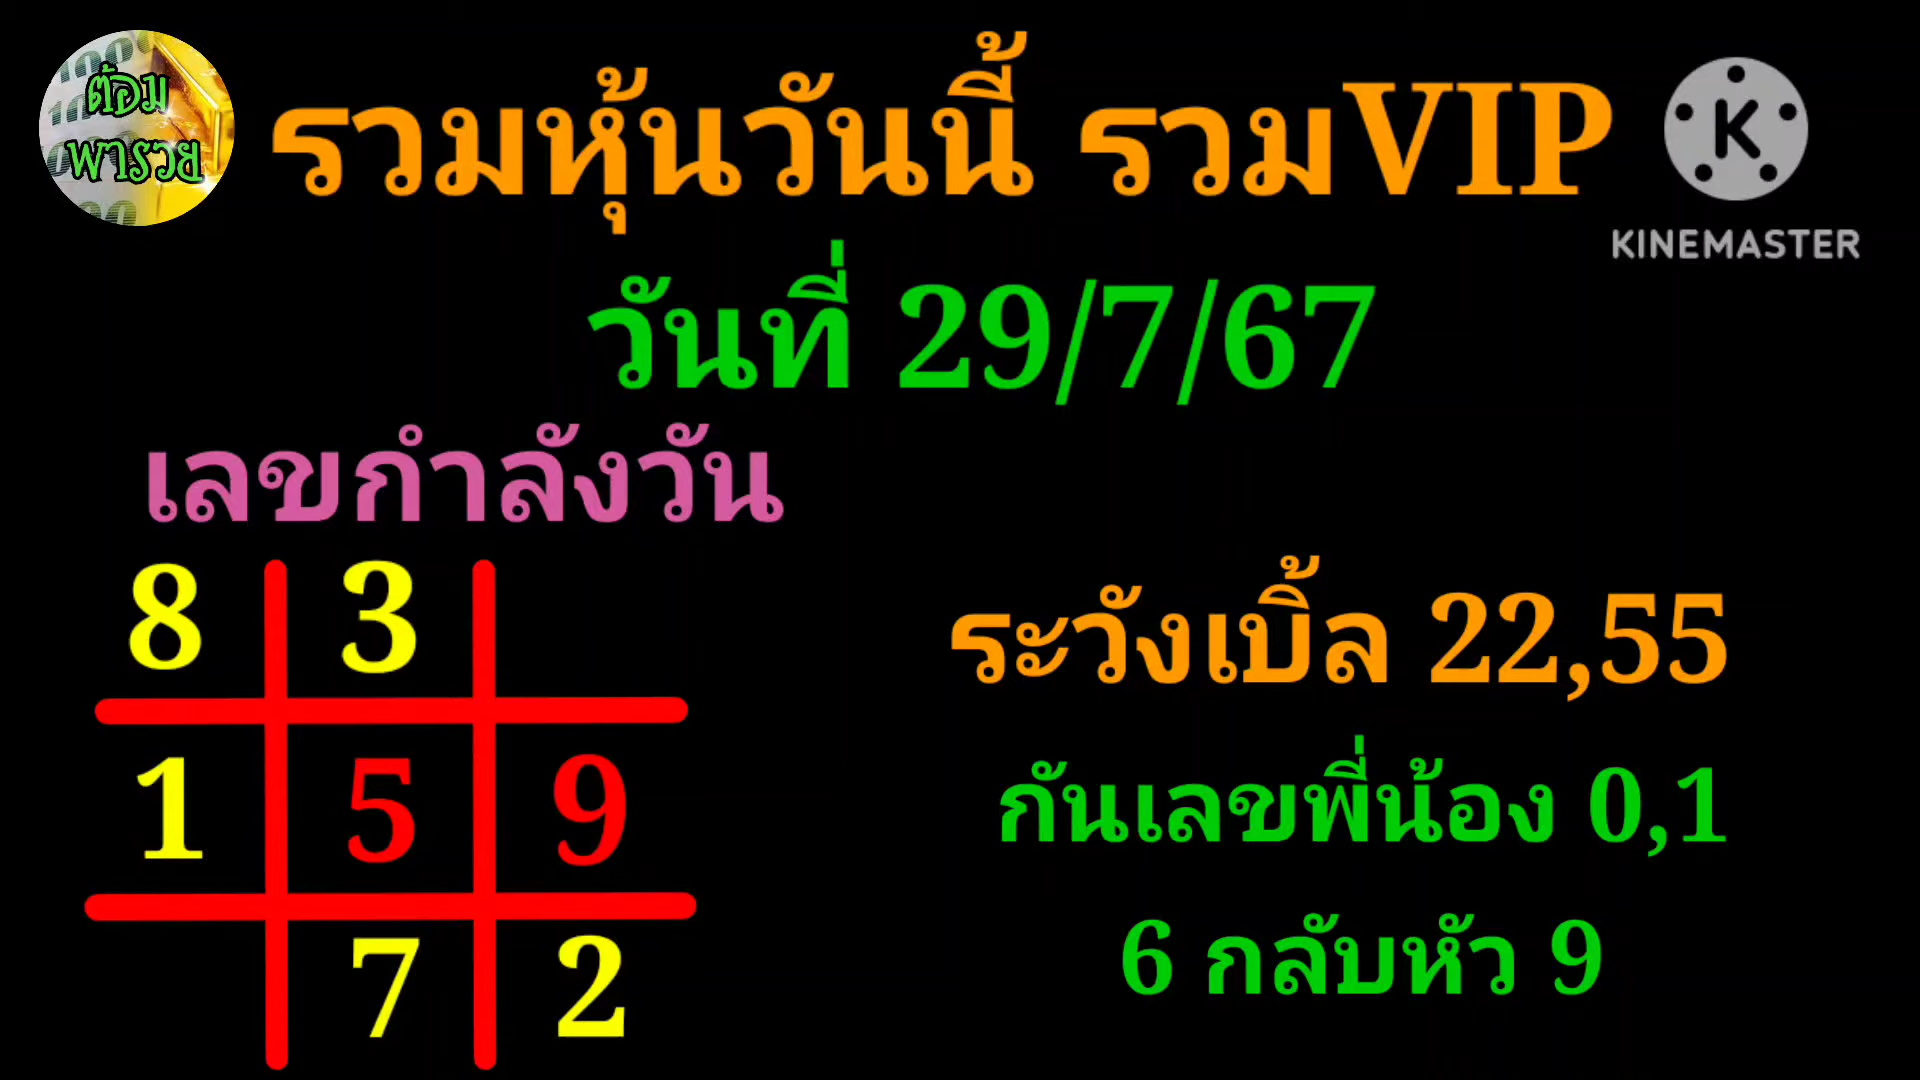 ต้อม
พารวย
รวมหุ้นวันนี้ รวมVIP
KINEMASTER
วันที่ 29/7/67
เลขกำลังวัน
8 3
1 5 9
7 2
ระวังเบิ้ล 22,55
กันเลขพี่น้อง 0,1
6 กลับหัว 9